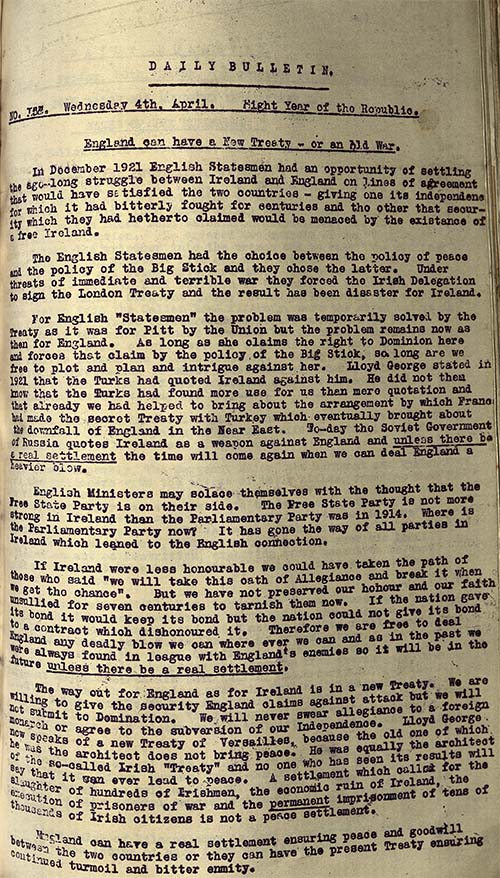 DAILY BULLETIN.
NO. Wednesday 4th. April. Eight Year of the Republic.
England can have a New Treaty - or an Old War.
In December 1921 English Statesmen had an opportunity of settling
the age-long struggle between Ireland and England on lines of agreement
that would have satisfied the two countries - giving one its independence
for which it had bitterly fought for centuries and the other that secur-
ity which they had hetherto claimed would be menaced by the existance of
a free Ireland.
The English Statesmen had the choice between the policy of peace
and the policy of the Big Stick and they chose the latter. Under
threats of immediate and terrible war they forced the Irish Delegation
to sign the London Treaty and the result has been disaster for Ireland.
For English "Statesmen" the problem was temporarily solved by the
Treaty as it was for Pitt by the Union but the problem remains now as
then for England. As long as she claims the right to Dominion here
and forces that claim by the policy of the Big Stick, so long are we
free to plot and plan and intrigue against her. Lloyd George stated in
1921 that the Turks had quoted Ireland against him. He did not then
know that the Turks had found more use for us than mere quotation and
that already we had helped to bring about the arrangement by which France
had made the secret Treaty with Turkey which eventually brought about
the downfall of England in the Near East. To-day the Soviet Government
of Russia quotes Ireland as a weapon against England and unless there be
a real settlement the time will come again when we can deal England a
heavier blow.
English Ministers may solace themselves with the thought that the
Free State Party is on their side. The Free State Party is not more
strong in Ireland than the Parliamentary Party was in 1914. Where is
the Parliamentary Party now? It has gone the way of all parties in
Ireland which leaned to the English connection.
If Ireland were less honourable we could have taken the path of
those who said "we will take this oath of Allegiance and break it when
we get the chance". But we have not preserved our hohour and our faith
unsullied for seven centuries to tarnish them now. If the nation gave
its bond it would keep its bond but the nation could not give its bond
to a contract which dishonoured it. Therefore we are free to deal
England any deadly blow we can where ever we can and as in the past we
were always found in league with England's enemies so it will be in the
future unless there be a real settlement.
The way out for England as for Ireland is in a new Treaty. We are
willing to give the security England claims against attack but we will
not submit to Domination. We will never swear allegiance to a foreign
monarch or agree to the subversion of our Independence. Lloyd George
now speaks of a new Treaty of Versailles, because the old one of which
he was the architect does not bring peace. He was equally the architect
of the so-called Irish "Treaty" and no one who has seen its results will
say that it can ever lead to peace. A settlement which called for the
slaughter of hundreds of Irishmen, the economic ruin of Ireland, the
execution of prisoners of war and the permanent imprisonment of tens of
thousands of Irish citizens is not a peace settlement.
England can have a real settlement ensuring peace and goodwill
between the two countries or they can have the present Treaty ensuring
continued turmoil and bitter enmity.